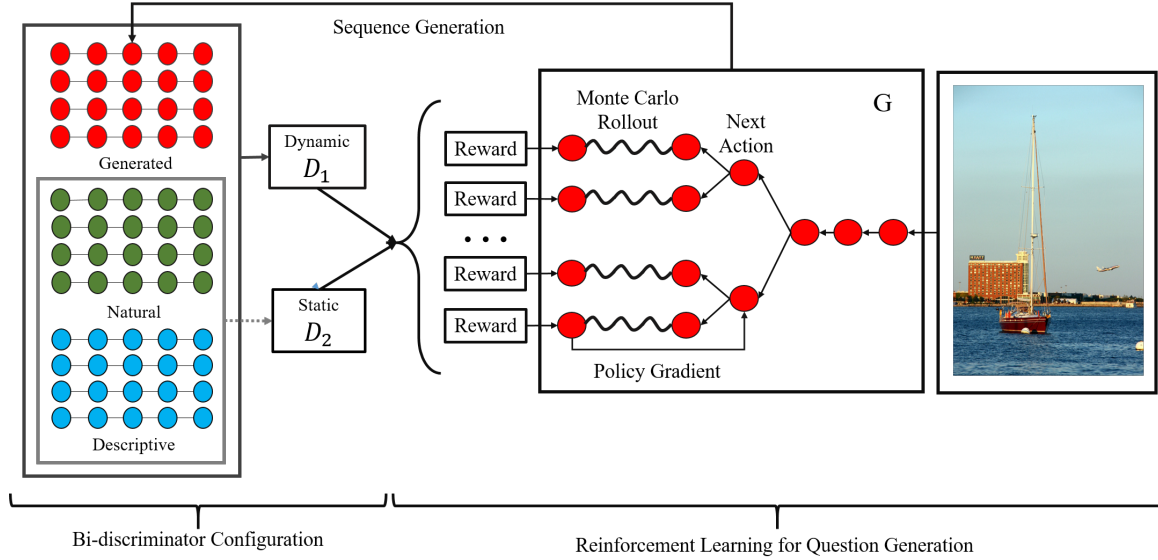 Sequence Generation
Generated
Natural
Descriptive
Dynamic
D₁
Static
D₂
Reward
Reward
• • •
Reward
Reward
Monte Carlo
Rollout
Next
Action
G
Policy Gradient
Bi-discriminator Configuration
Reinforcement Learning for Question Generation